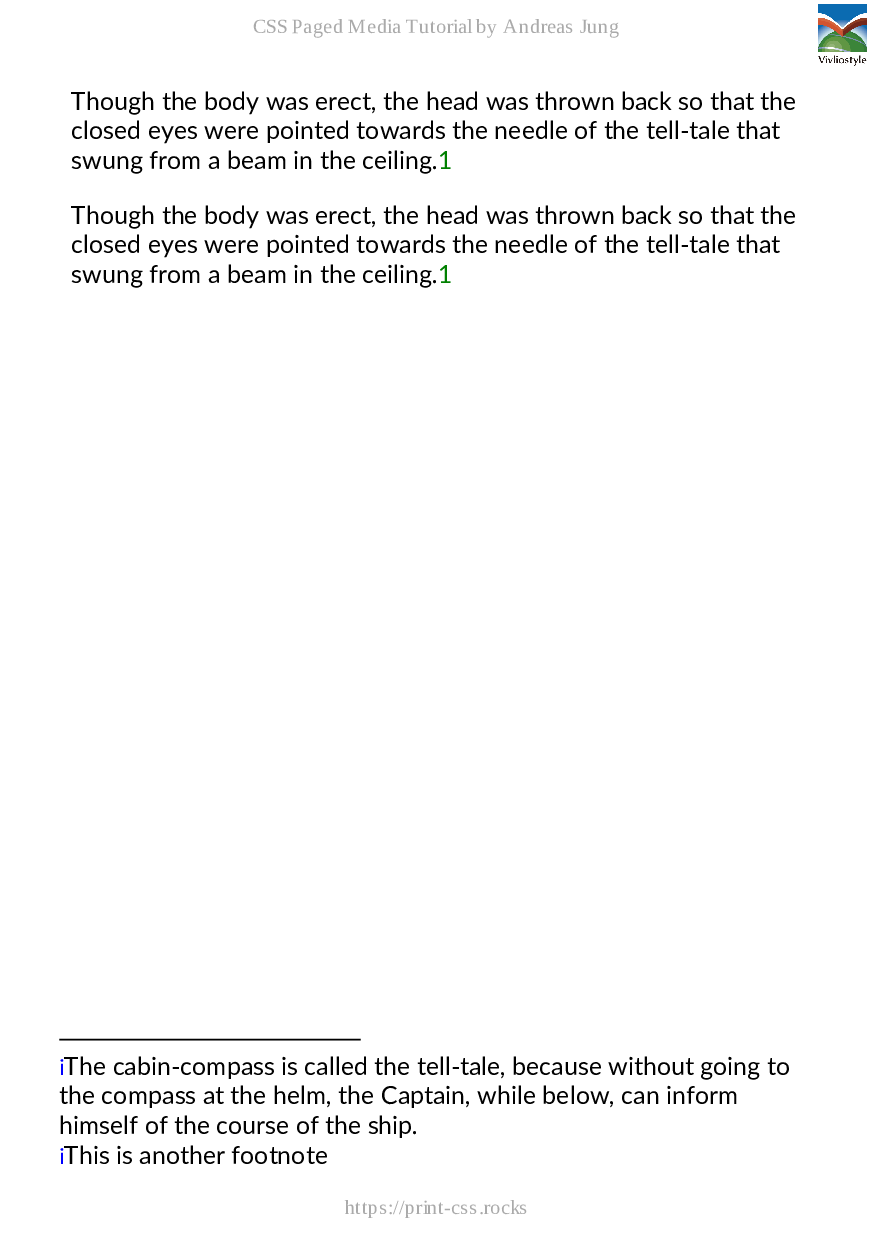 CSS Paged Media Tutorial by Andreas Jung
Vivliostyle
Though the body was erect, the head was thrown back so that the
closed eyes were pointed towards the needle of the tell-tale that
swung from a beam in the ceiling.1
Though the body was erect, the head was thrown back so that the
closed eyes were pointed towards the needle of the tell-tale that
swung from a beam in the ceiling.1
iThe cabin-compass is called the tell-tale, because without going to
the compass at the helm, the Captain, while below, can inform
himself of the course of the ship.
iThis is another footnote
https://print-css.rocks